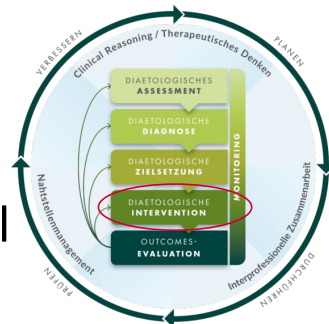 VERBESSERN
PLANEN
Clinical Reasoning / Therapeutisches Denken
DIAETOLOGISCHES
ASSESSMENT
DIAETOLOGISCHE
DIAGNOSE
DIAETOLOGISCHE
ZIELSETZUNG
DIAETOLOGISCHE
INTERVENTION
OUTCOMES-
EVALUATION
MONITORING
Nahtstellenmanagement
Interprofessionelle Zusammenarbeit
PRÜFEN
DURCHFÜHREN